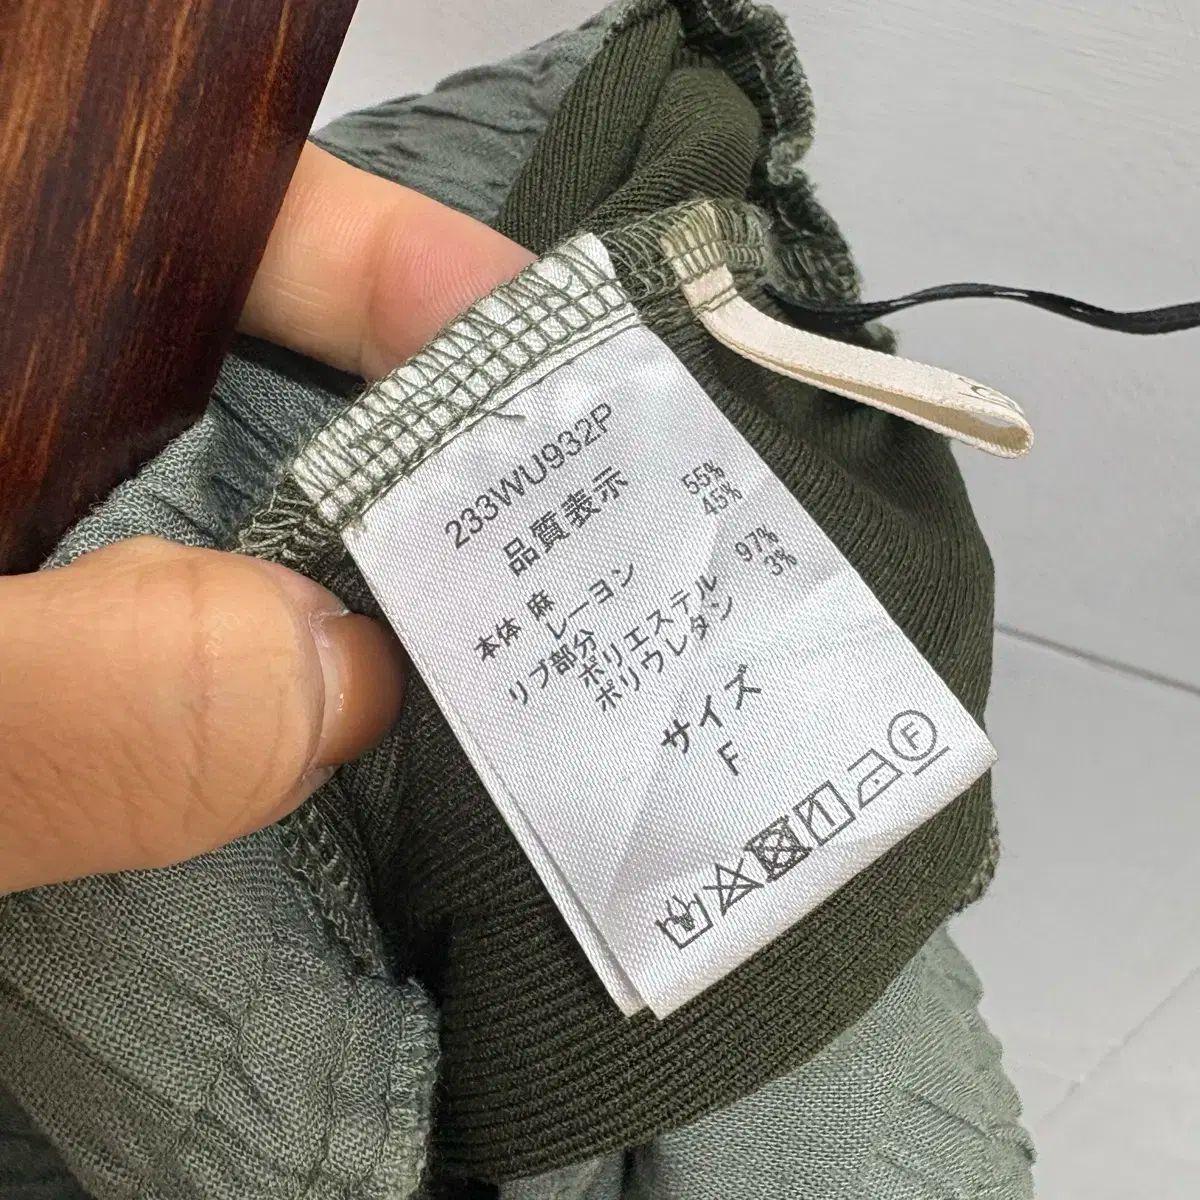 233WU932P
品質表示
本体 麻 55%
レーヨン 45%
リブ部分
ポリエステル 97%
ポリウレタン 3%
サイズ
F
F